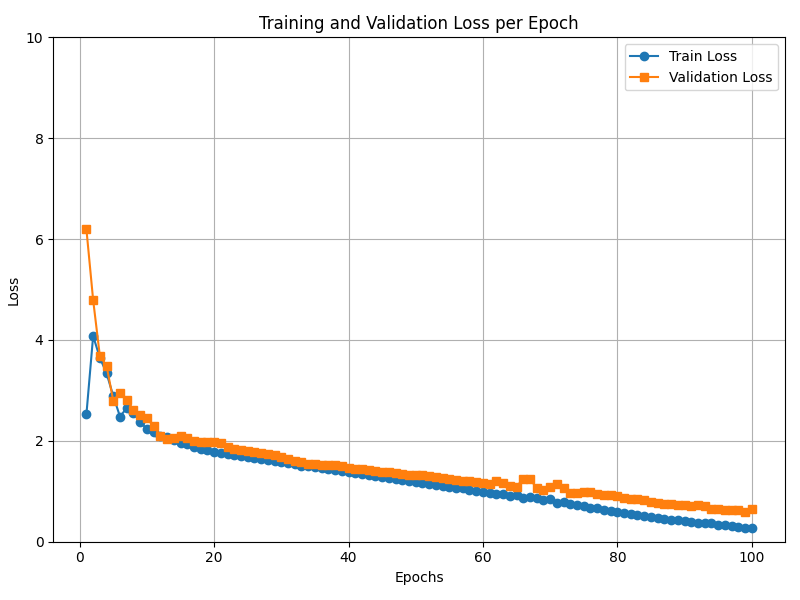 Training and Validation Loss per Epoch
Train Loss
Validation Loss
Loss
10
8
6
4
2
0
0 20 40 60 80 100
Epochs